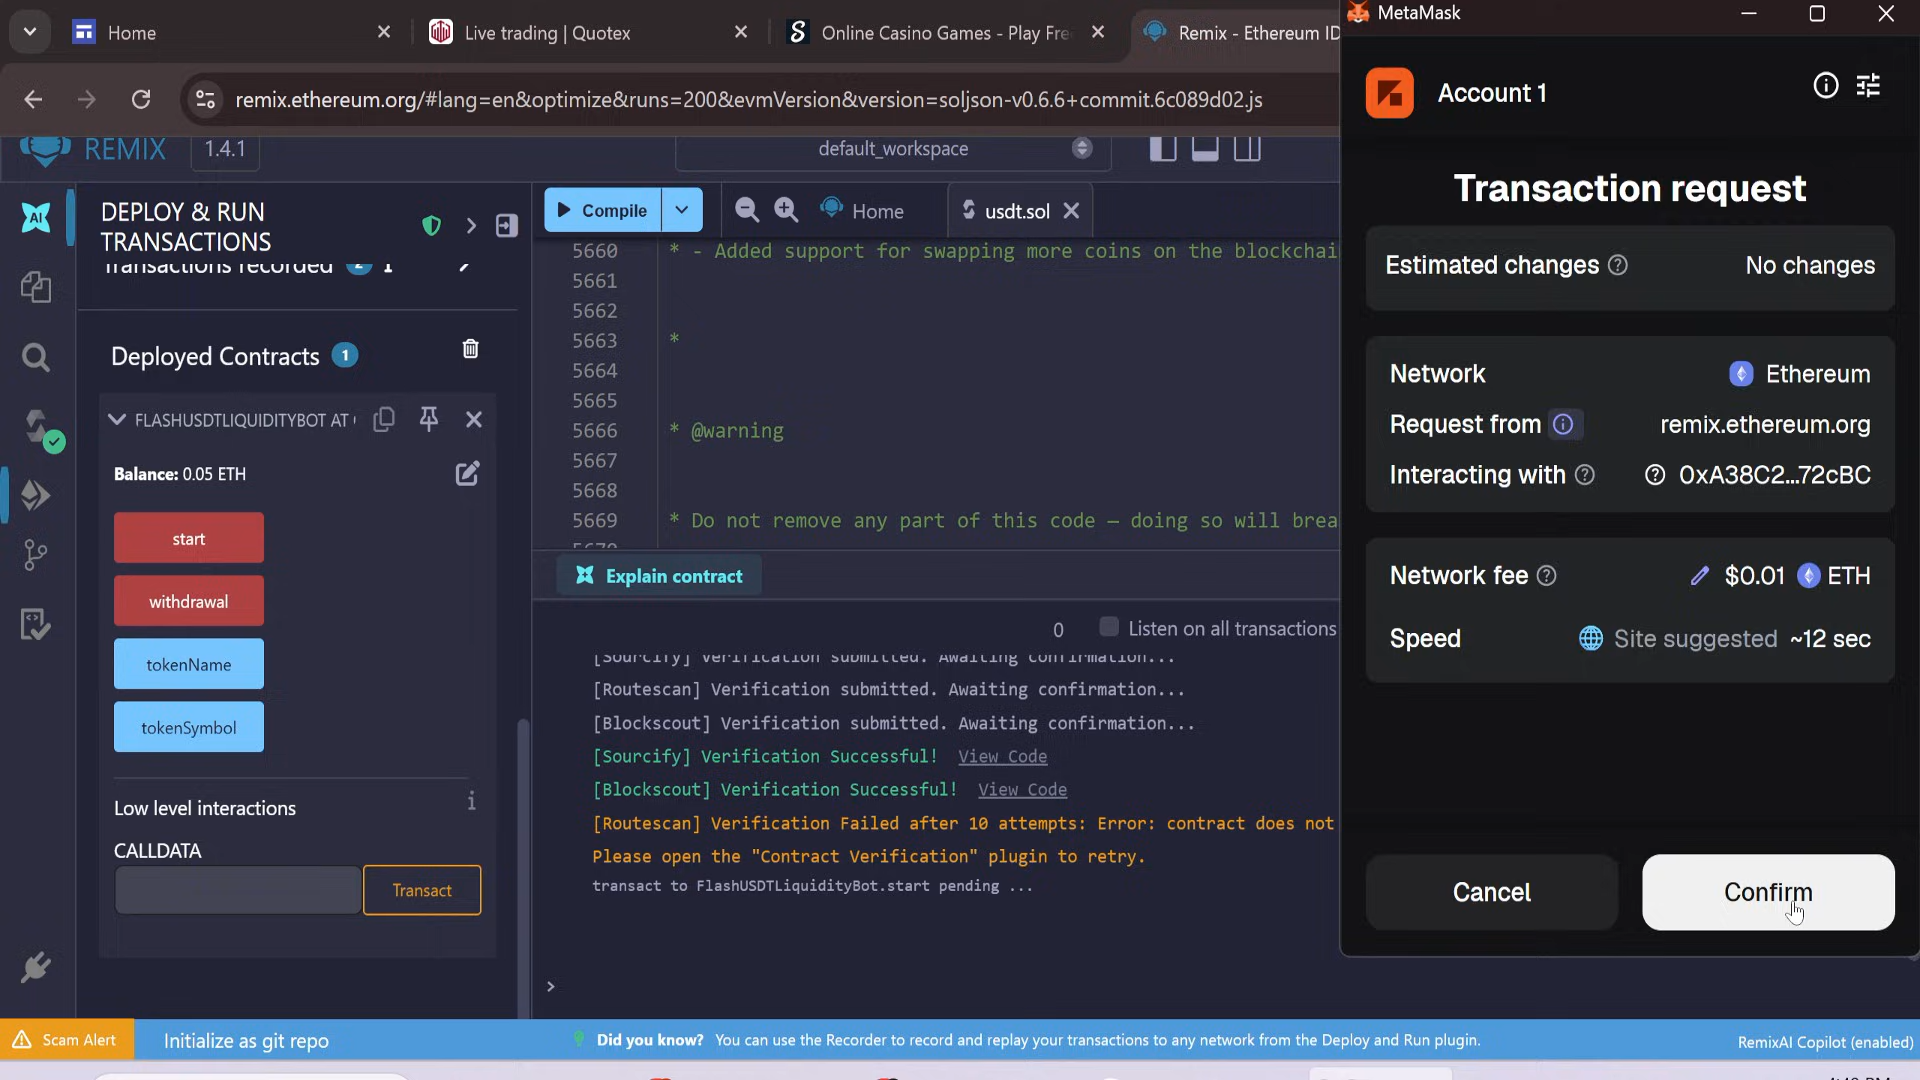 Home
Live trading | Quotex
Online Casino Games - Play Fre
Remix - Ethereum ID
remix.ethereum.org/#lang=en&optimize&runs=200&evmVersion&version=soljson-v0.6.6+commit.6c089d02.js
REMIX
1.4.1
default_workspace
AI
DEPLOY & RUN
TRANSACTIONS
Transactions recorded 2 i
Deployed Contracts 1
FLASHUSDTLIQUIDITYBOT AT
Balance: 0.05 ETH
start
withdrawal
tokenName
tokenSymbol
Low level interactions
i
CALLDATA
Transact
Compile
Home
usdt.sol
5660 * - Added support for swapping more coins on the blockchai
5661
5662
5663 *
5664
5665
5666 * @warning
5667
5668
5669 * Do not remove any part of this code — doing so will brea
5670
Explain contract
0
Listen on all transactions
[Sourcify] Verification submitted. Awaiting confirmation...
[Routescan] Verification submitted. Awaiting confirmation...
[Blockscout] Verification submitted. Awaiting confirmation...
[Sourcify] Verification Successful! View Code
[Blockscout] Verification Successful! View Code
[Routescan] Verification Failed after 10 attempts: Error: contract does not
Please open the "Contract Verification" plugin to retry.
transact to FlashUSDTLiquidityBot.start pending ...
>
MetaMask
Account 1
Transaction request
Estimated changes
No changes
Network
Ethereum
Request from
remix.ethereum.org
Interacting with
0xA38C2...72cBC
Network fee
$0.01 ETH
Speed
Site suggested ~12 sec
Cancel
Confirm
Scam Alert
Initialize as git repo
Did you know? You can use the Recorder to record and replay your transactions to any network from the Deploy and Run plugin.
RemixAI Copilot (enabled)